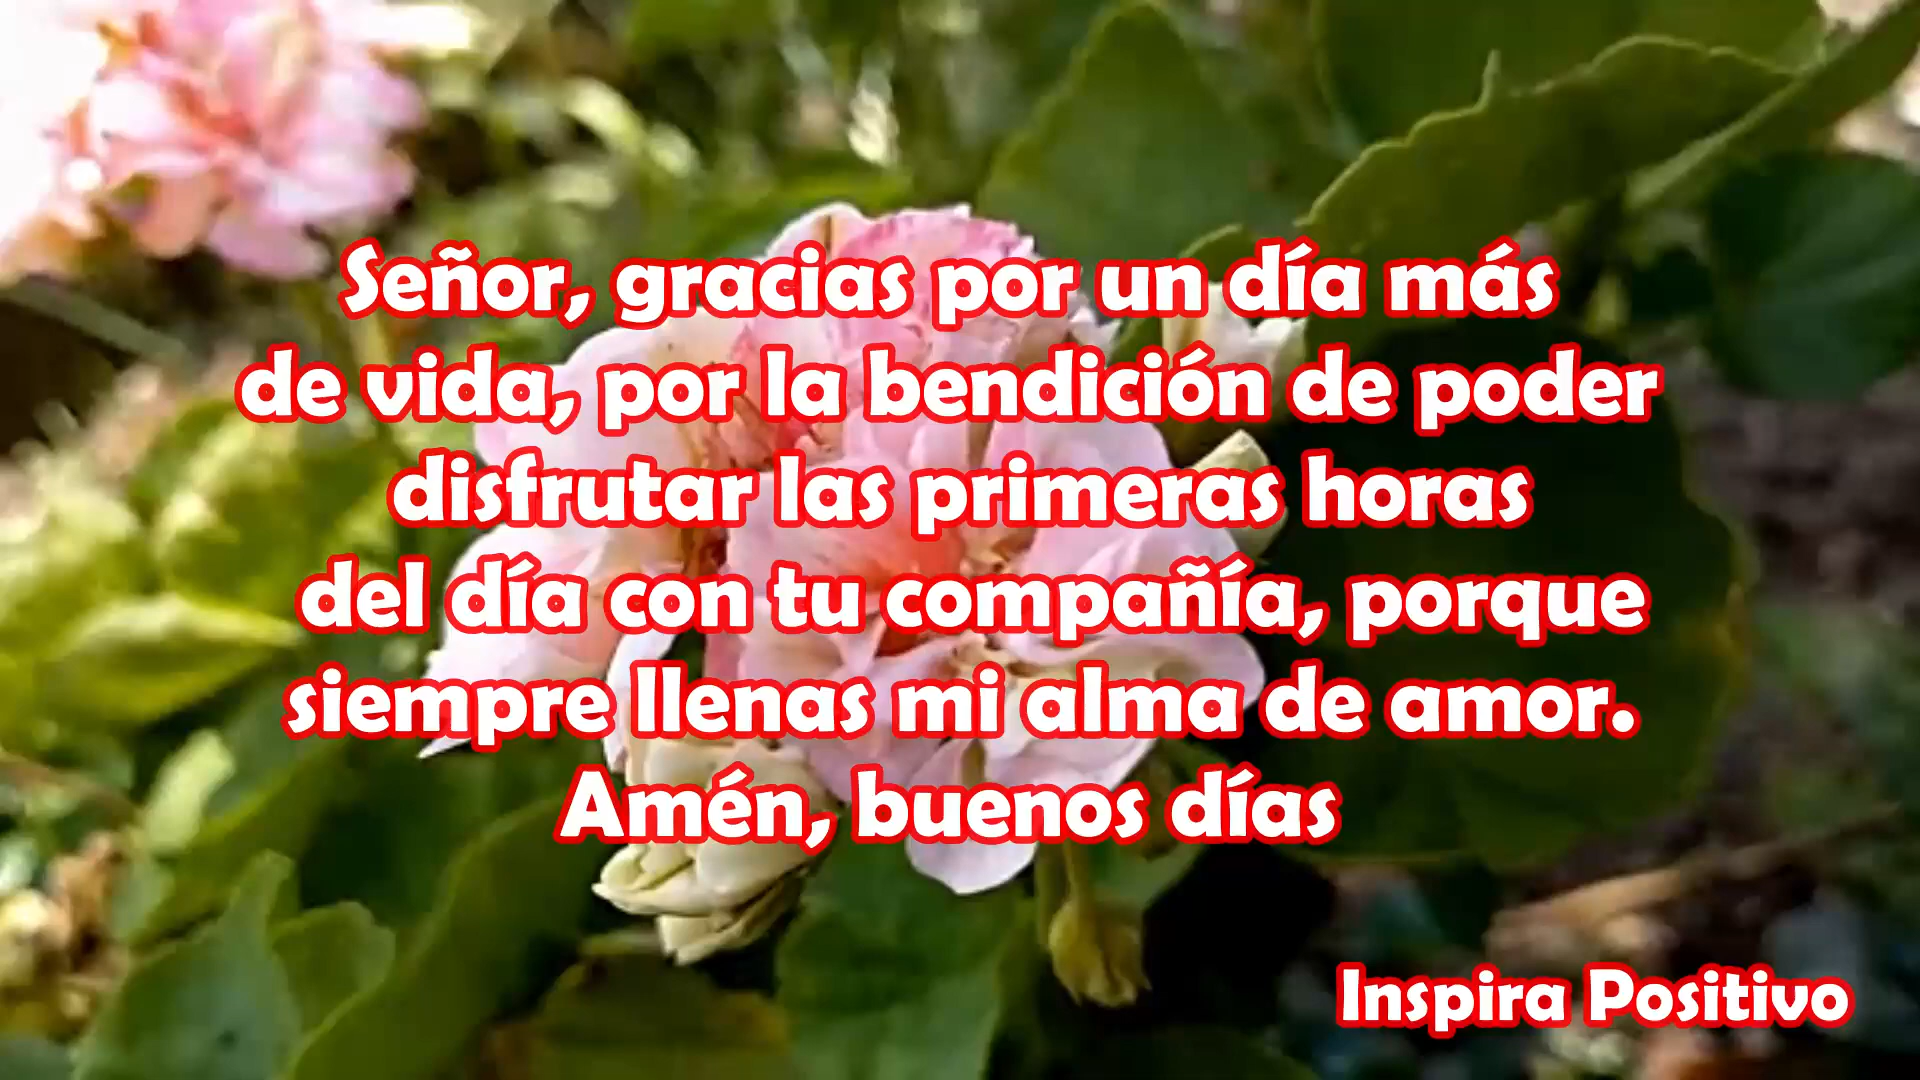 Señor, gracias por un día más
de vida, por la bendición de poder
disfrutar las primeras horas
del día con tu compañía, porque
siempre llenas mi alma de amor.
Amén, buenos días
Inspira Positivo